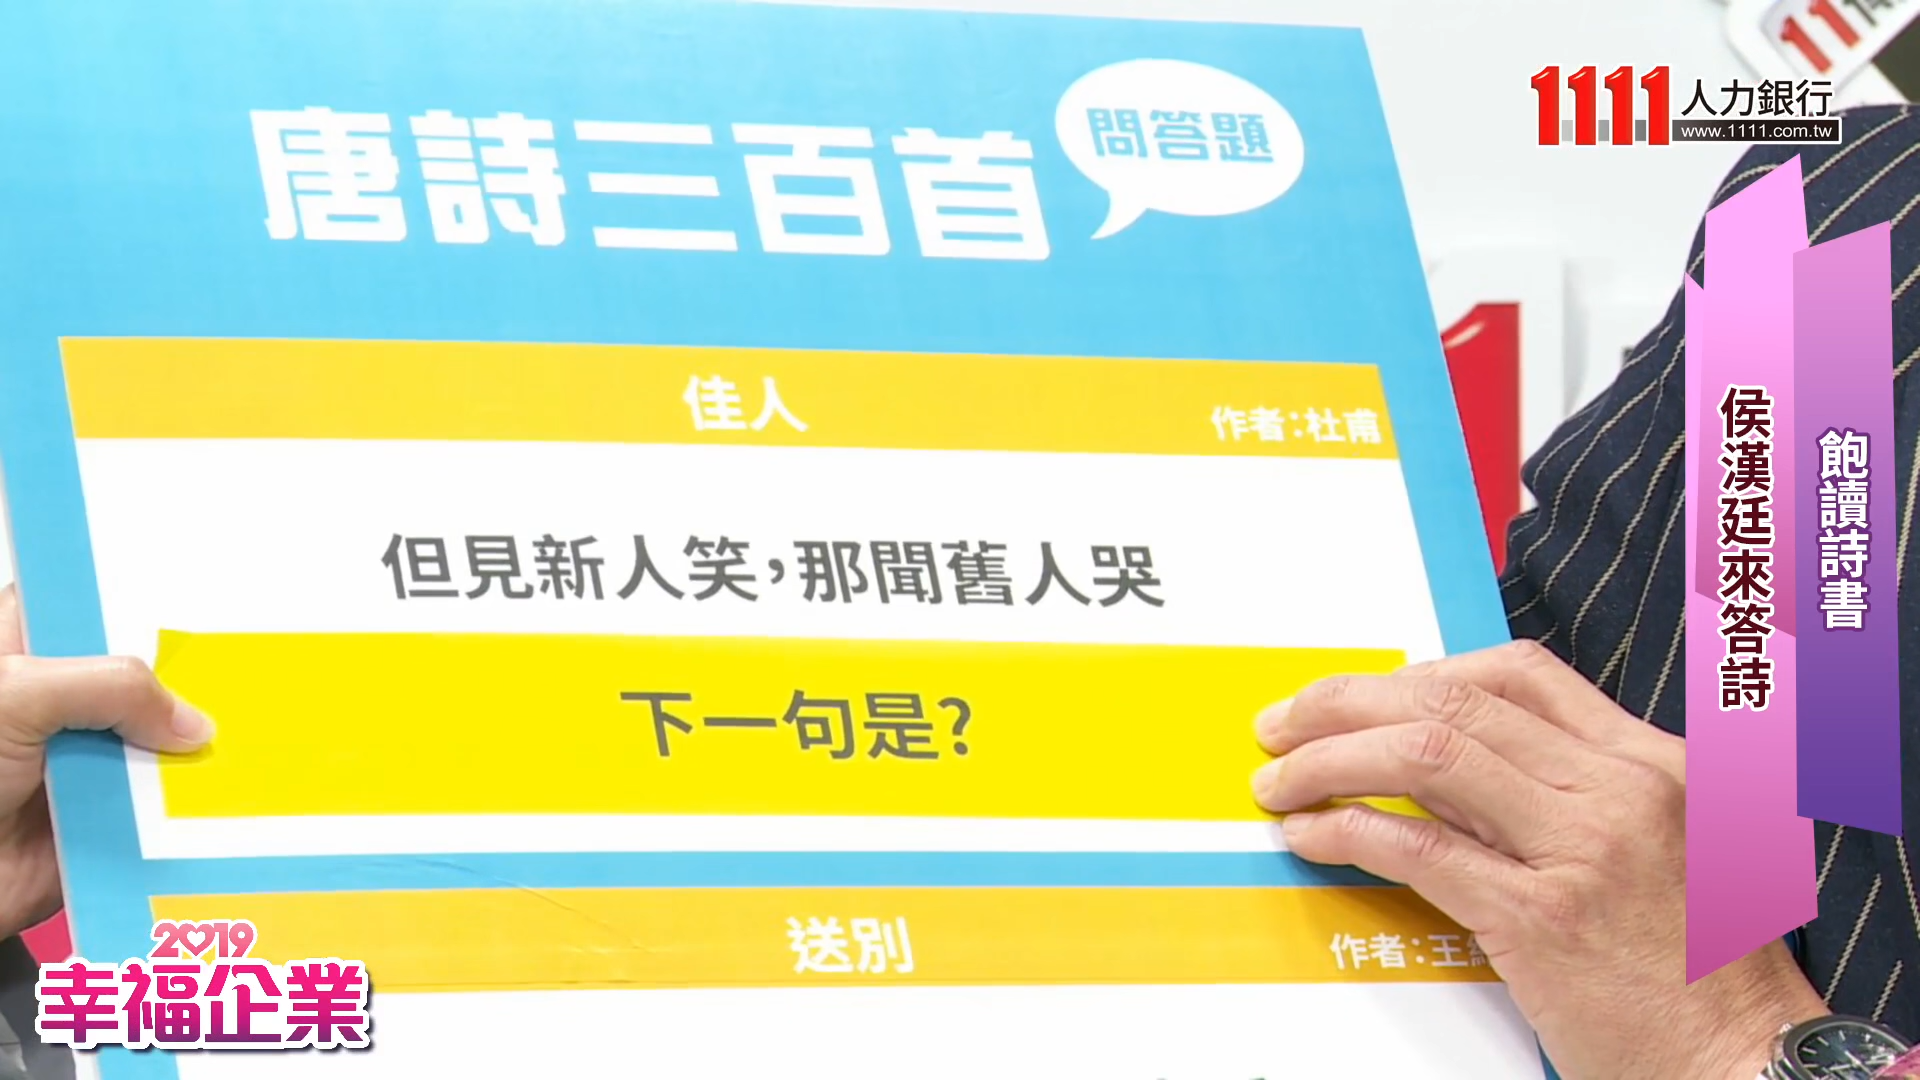 唐詩三百首
問答題
佳人
作者:杜甫
但見新人笑,那聞舊人哭
下一句是?
送別
作者:王
1111人力銀行
www.1111.com.tw
飽讀詩書
侯漢廷來答詩
2019
幸福企業
11